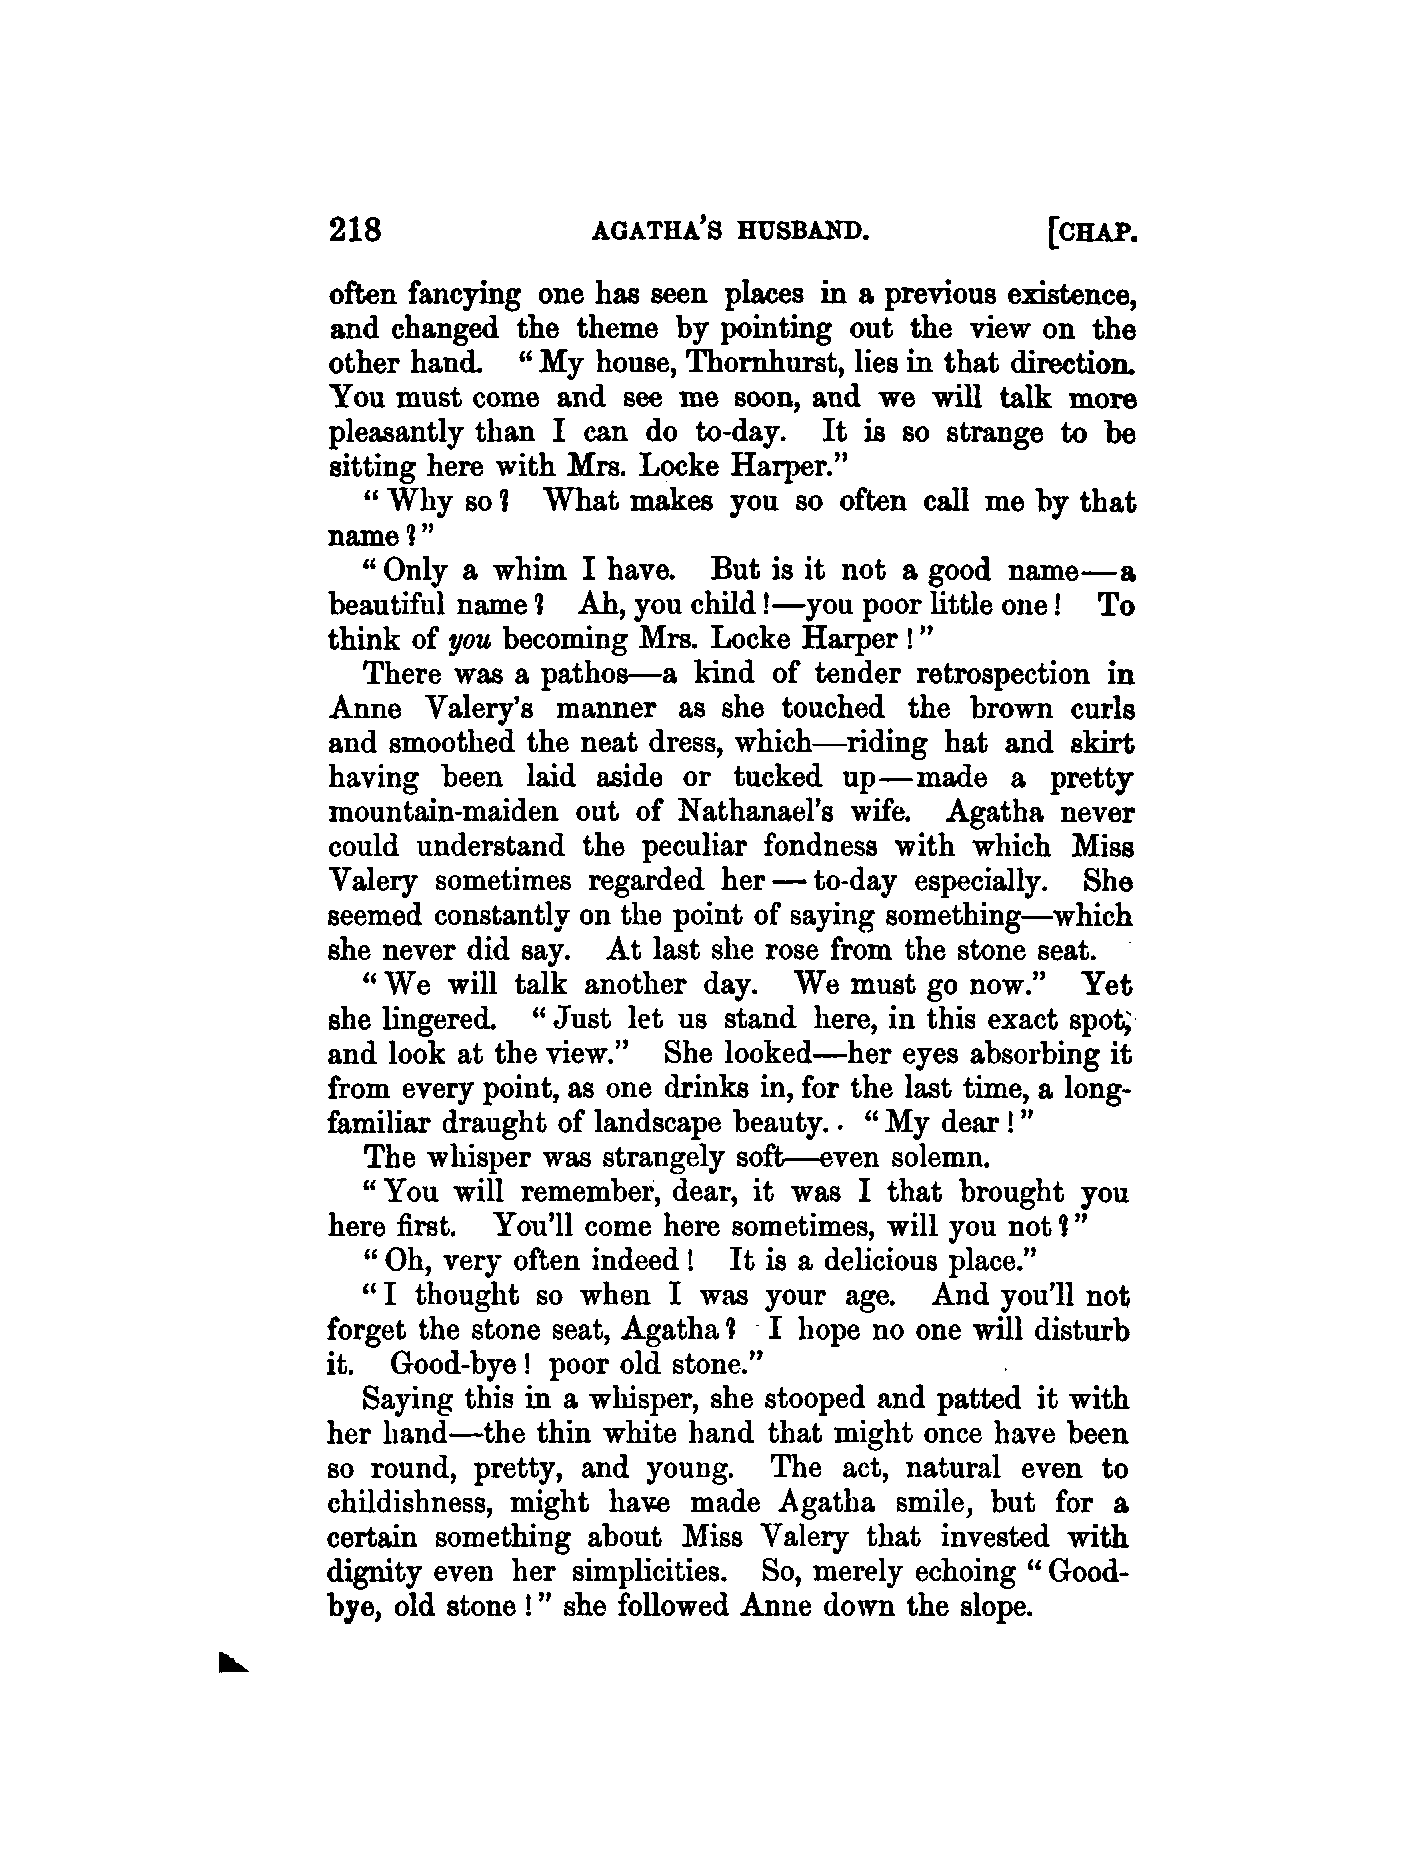 218 AGATHA'S HUSBAND. [CHAP.
often fancying one has seen places in a previous existence,
and changed the theme by pointing out the view on the
other hand. “My house, Thornhurst, lies in that direction.
You must come and see me soon, and we will talk more
pleasantly than I can do to-day. It is so strange to be
sitting here with Mrs. Locke Harper.”
“Why so? What makes you so often call me by that
name?”
“Only a whim I have. But is it not a good name—a
beautiful name? Ah, you child!—you poor little one! To
think of you becoming Mrs. Locke Harper!”
There was a pathos—a kind of tender retrospection in
Anne Valery's manner as she touched the brown curls
and smoothed the neat dress, which—riding hat and skirt
having been laid aside or tucked up—made a pretty
mountain-maiden out of Nathanael's wife. Agatha never
could understand the peculiar fondness with which Miss
Valery sometimes regarded her—to-day especially. She
seemed constantly on the point of saying something—which
she never did say. At last she rose from the stone seat.
“We will talk another day. We must go now.” Yet
she lingered. “Just let us stand here, in this exact spot,
and look at the view.” She looked—her eyes absorbing it
from every point, as one drinks in, for the last time, a long-
familiar draught of landscape beauty. . “My dear!”
The whisper was strangely soft—even solemn.
“You will remember, dear, it was I that brought you
here first. You'll come here sometimes, will you not?”
“Oh, very often indeed! It is a delicious place.”
“I thought so when I was your age. And you'll not
forget the stone seat, Agatha? I hope no one will disturb
it. Good-bye! poor old stone.”
Saying this in a whisper, she stooped and patted it with
her hand—the thin white hand that might once have been
so round, pretty, and young. The act, natural even to
childishness, might have made Agatha smile, but for a
certain something about Miss Valery that invested with
dignity even her simplicities. So, merely echoing “Good-
bye, old stone!” she followed Anne down the slope.